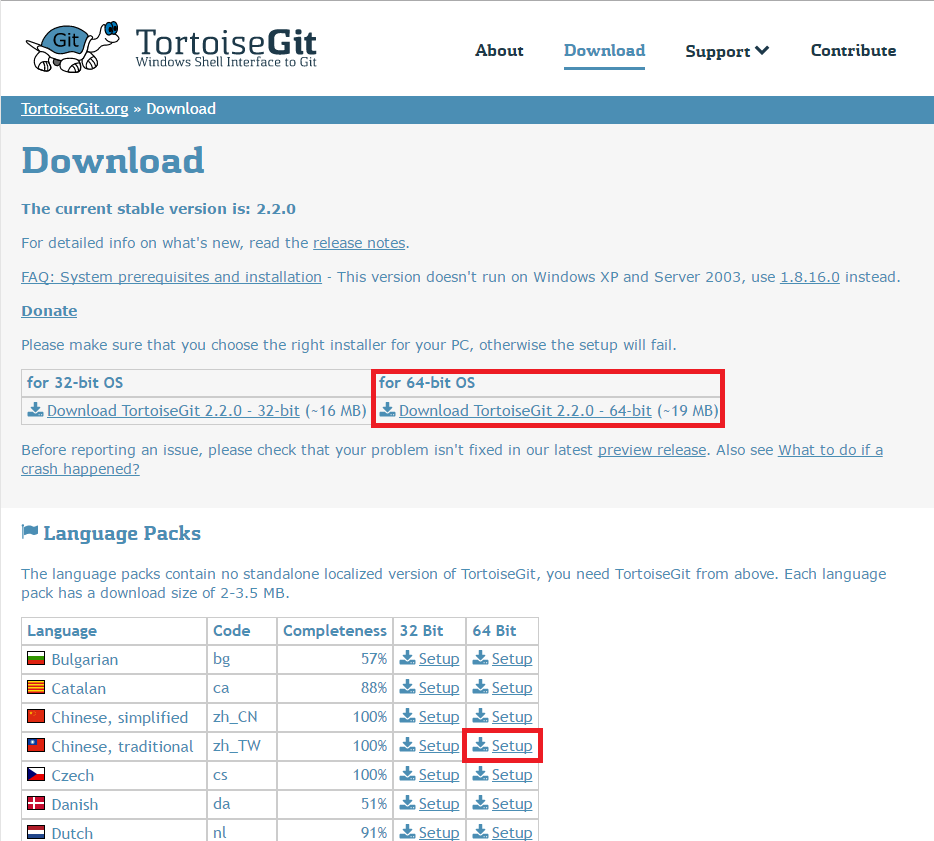 Git
TortoiseGit
Windows Shell Interface to Git
About Download Support Contribute
TortoiseGit.org » Download
Download
The current stable version is: 2.2.0
For detailed info on what's new, read the release notes.
FAQ: System prerequisites and installation - This version doesn't run on Windows XP and Server 2003, use 1.8.16.0 instead.
Donate
Please make sure that you choose the right installer for your PC, otherwise the setup will fail.
for 32-bit OS for 64-bit OS
Download TortoiseGit 2.2.0 - 32-bit (~16 MB) Download TortoiseGit 2.2.0 - 64-bit (~19 MB)
Before reporting an issue, please check that your problem isn't fixed in our latest preview release. Also see What to do if a
crash happened?
Language Packs
The language packs contain no standalone localized version of TortoiseGit, you need TortoiseGit from above. Each language
pack has a download size of 2-3.5 MB.
Language Code Completeness 32 Bit 64 Bit
Bulgarian bg 57% Setup Setup
Catalan ca 88% Setup Setup
Chinese, simplified zh_CN 100% Setup Setup
Chinese, traditional zh_TW 100% Setup Setup
Czech cs 100% Setup Setup
Danish da 51% Setup Setup
Dutch nl 91% Setup Setup